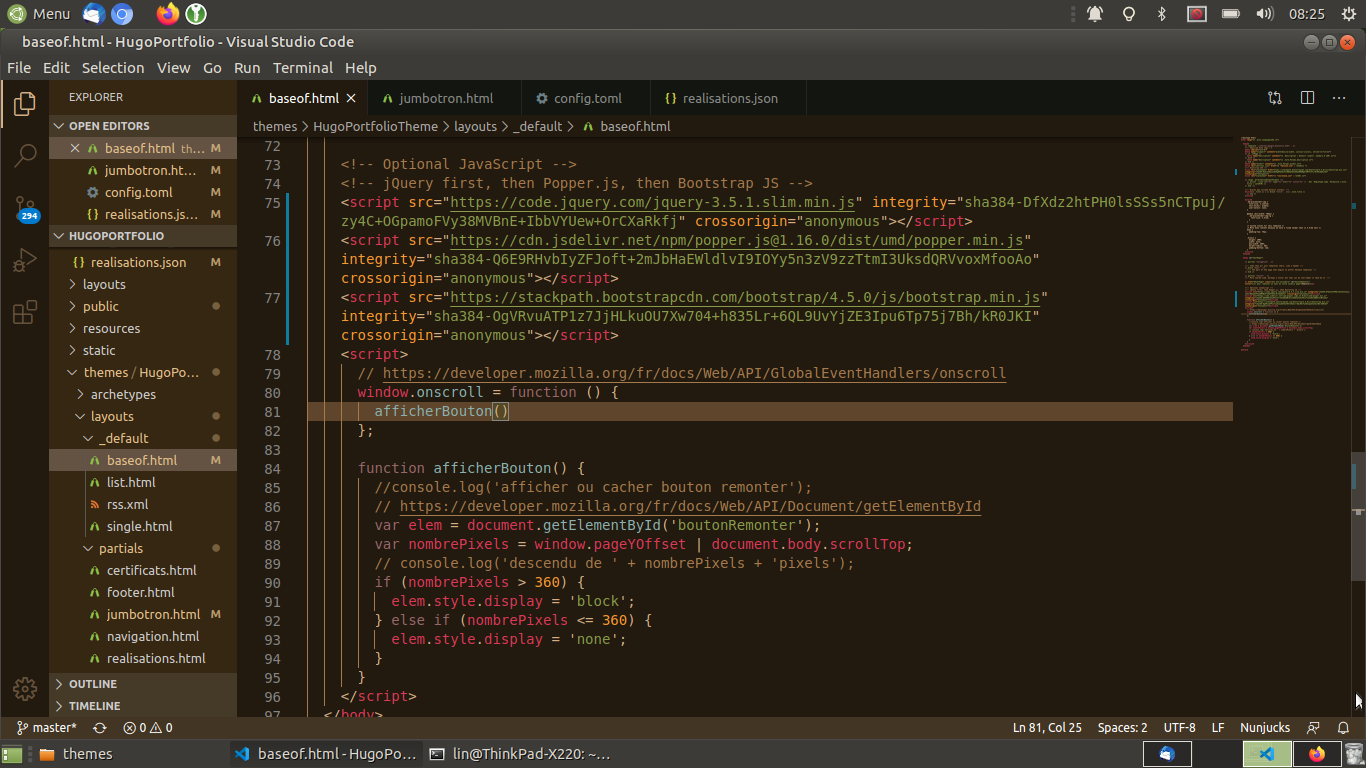 Menu
08:25
baseof.html - HugoPortfolio - Visual Studio Code
File Edit Selection View Go Run Terminal Help
EXPLORER
OPEN EDITORS
baseof.html th... M
jumbotron.ht... M
config.toml M
realisations.js... M
294
HUGOPORTFOLIO
realisations.json M
layouts
public
resources
static
themes / HugoPo...
archetypes
layouts
_default
baseof.html M
list.html
rss.xml
single.html
partials
certificats.html
footer.html
jumbotron.html M
navigation.html
realisations.html
OUTLINE
TIMELINE
baseof.html jumbotron.html config.toml realisations.json
themes > HugoPortfolioTheme > layouts > _default > baseof.html
72
73 <!-- Optional JavaScript -->
74 <!-- jQuery first, then Popper.js, then Bootstrap JS -->
75 <script src="https://code.jquery.com/jquery-3.5.1.slim.min.js" integrity="sha384-DfXdz2htPH0lsSSs5nCTpuj/
zy4C+OGpamoFVy38MVBnE+IbbVYUew+OrCXaRkfj" crossorigin="anonymous"></script>
76 <script src="https://cdn.jsdelivr.net/npm/popper.js@1.16.0/dist/umd/popper.min.js"
integrity="sha384-Q6E9RHvbIyZFJoft+2mJbHaEWldlvI9IOYy5n3zV9zzTtmI3UksdQRVvoxMfooAo"
crossorigin="anonymous"></script>
77 <script src="https://stackpath.bootstrapcdn.com/bootstrap/4.5.0/js/bootstrap.min.js"
integrity="sha384-OgVRvuATP1z7JjHLkuOU7Xw704+h835Lr+6QL9UvYjZE3Ipu6Tp75j7Bh/kR0JKI"
crossorigin="anonymous"></script>
78 <script>
79 // https://developer.mozilla.org/fr/docs/Web/API/GlobalEventHandlers/onscroll
80 window.onscroll = function () {
81 afficherBouton()
82 };
83
84 function afficherBouton() {
85 //console.log('afficher ou cacher bouton remonter');
86 // https://developer.mozilla.org/fr/docs/Web/API/Document/getElementById
87 var elem = document.getElementById('boutonRemonter');
88 var nombrePixels = window.pageYOffset | document.body.scrollTop;
89 // console.log('descendu de ' + nombrePixels + 'pixels');
90 if (nombrePixels > 360) {
91 elem.style.display = 'block';
92 } else if (nombrePixels <= 360) {
93 elem.style.display = 'none';
94 }
95 }
96 </script>
97 </body>
master* 0 0 Ln 81, Col 25 Spaces: 2 UTF-8 LF Nunjucks
themes baseof.html - HugoPo... lin@ThinkPad-X220: ~...